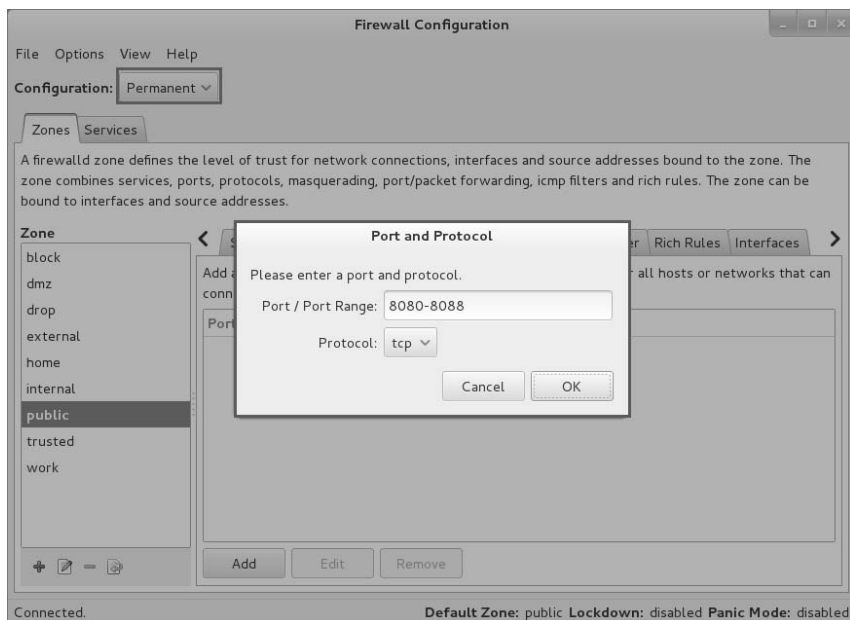 Firewall Configuration
File Options View Help
Configuration: Permanent
Zones Services
A firewalld zone defines the level of trust for network connections, interfaces and source addresses bound to the zone. The
zone combines services, ports, protocols, masquerading, port/packet forwarding, icmp filters and rich rules. The zone can be
bound to interfaces and source addresses.
Zone
block
dmz
drop
external
home
internal
public
trusted
work
Rich Rules Interfaces
Add
all hosts or networks that can
Port
Port and Protocol
Please enter a port and protocol.
Port / Port Range: 8080-8088
Protocol: tcp
Cancel OK
Add Edit Remove
Connected. Default Zone: public Lockdown: disabled Panic Mode: disabled